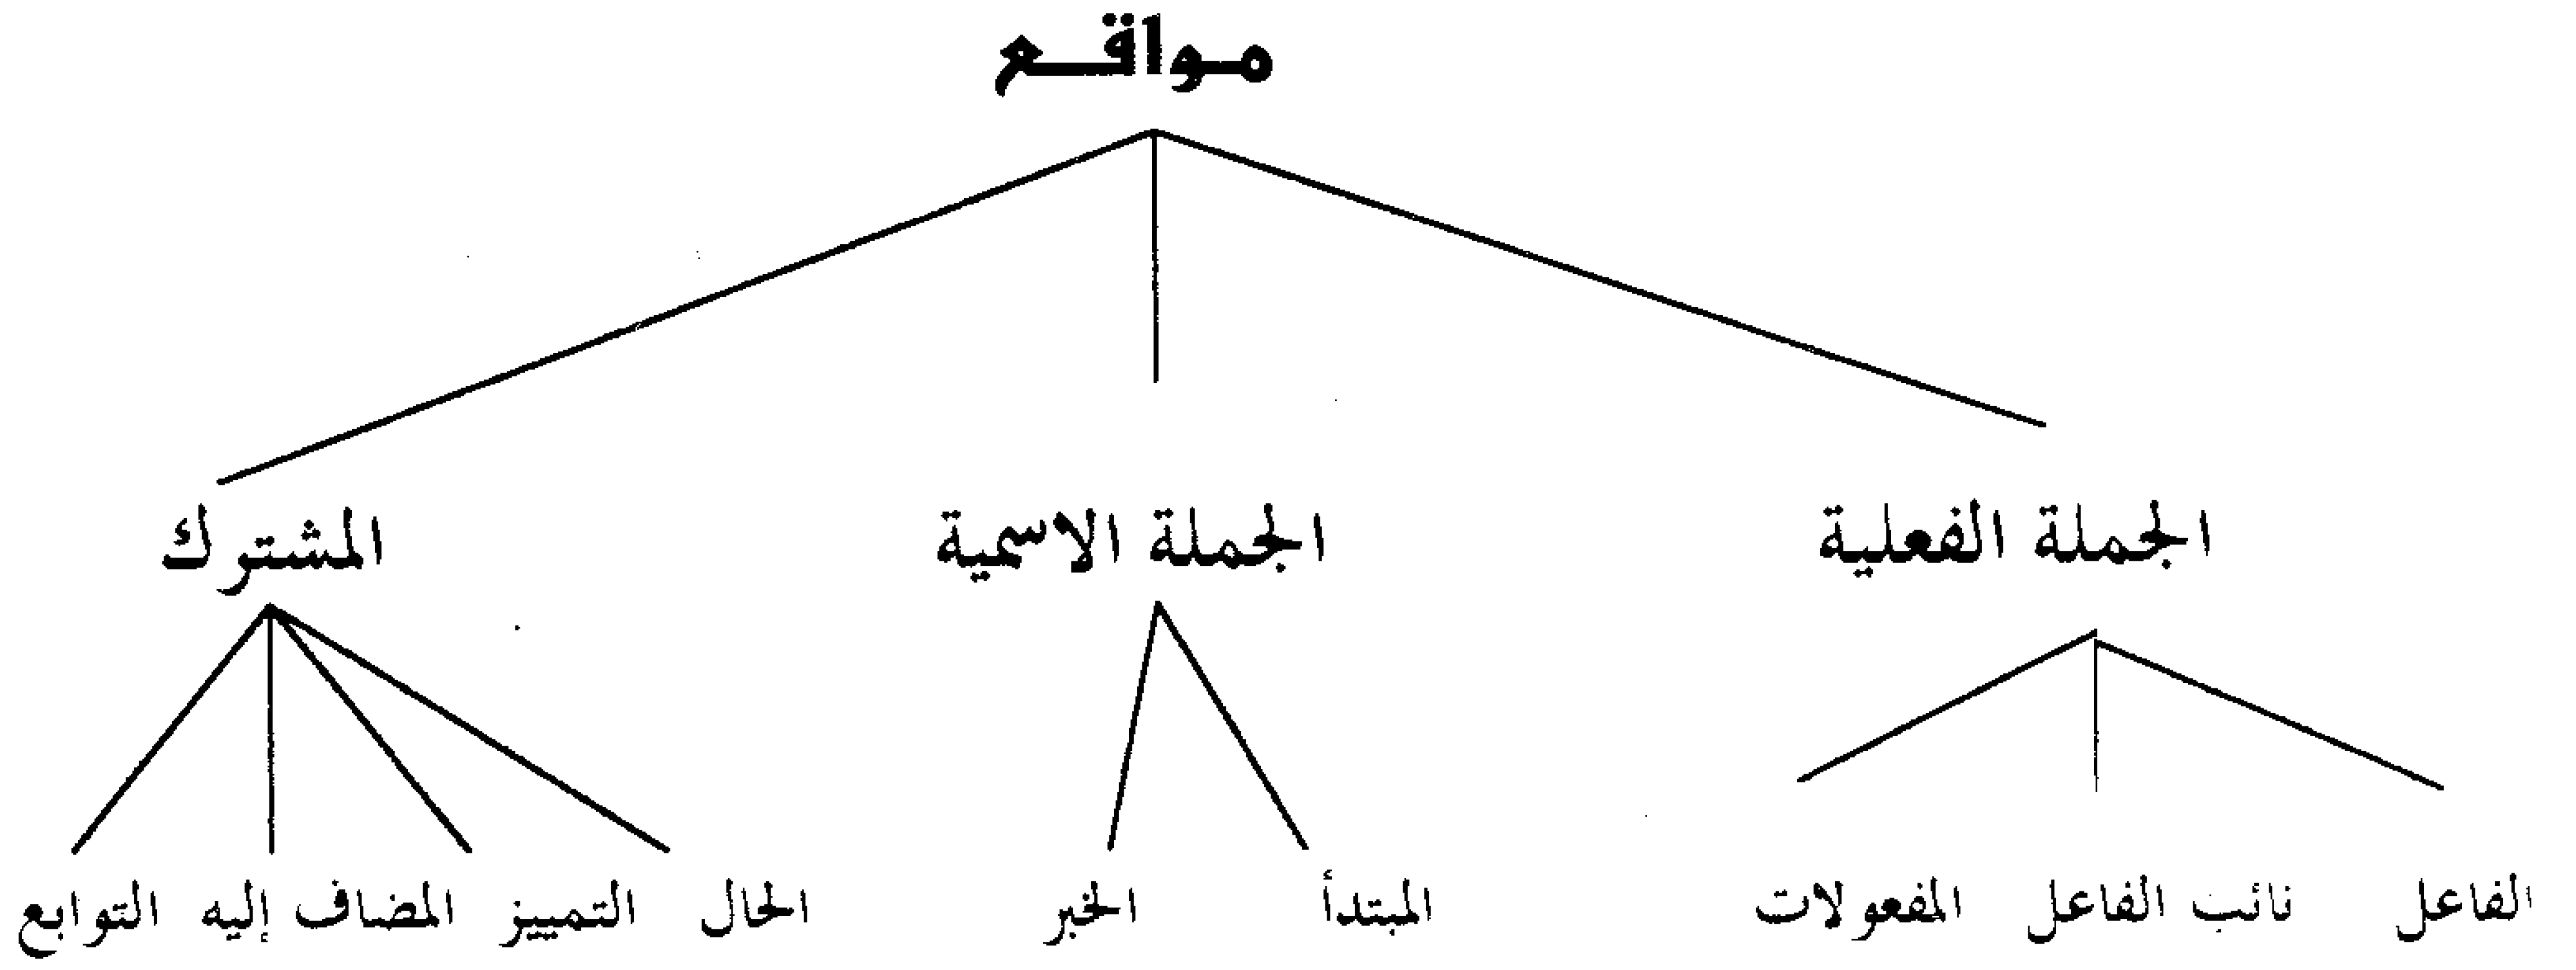 مواقع
الجملة الفعلية الجملة الاسمية المشترك
الفاعل نائب الفاعل المفعولات المبتدأ الخبر الحال التمييز المضاف إليه التوابع